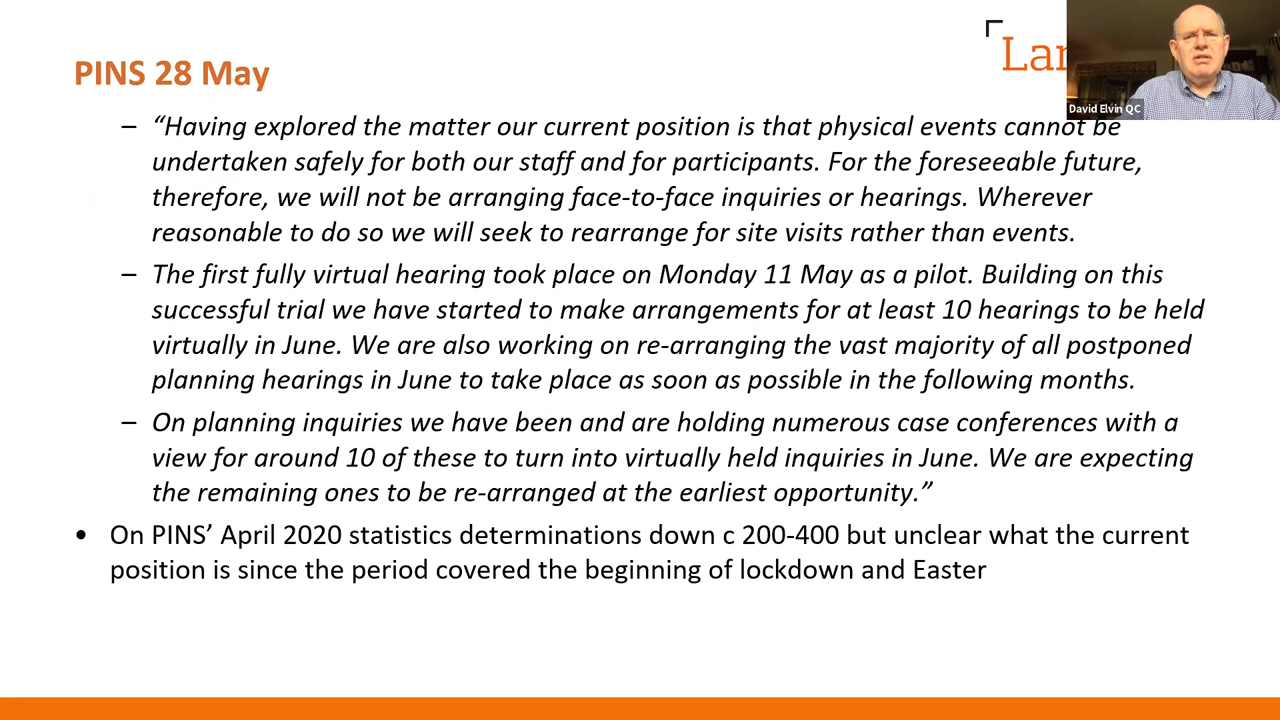 PINS 28 May
Lan
David Elvin QC
– “Having explored the matter our current position is that physical events cannot be
undertaken safely for both our staff and for participants. For the foreseeable future,
therefore, we will not be arranging face-to-face inquiries or hearings. Wherever
reasonable to do so we will seek to rearrange for site visits rather than events.
– The first fully virtual hearing took place on Monday 11 May as a pilot. Building on this
successful trial we have started to make arrangements for at least 10 hearings to be held
virtually in June. We are also working on re-arranging the vast majority of all postponed
planning hearings in June to take place as soon as possible in the following months.
– On planning inquiries we have been and are holding numerous case conferences with a
view for around 10 of these to turn into virtually held inquiries in June. We are expecting
the remaining ones to be re-arranged at the earliest opportunity.”
• On PINS’ April 2020 statistics determinations down c 200-400 but unclear what the current
position is since the period covered the beginning of lockdown and Easter